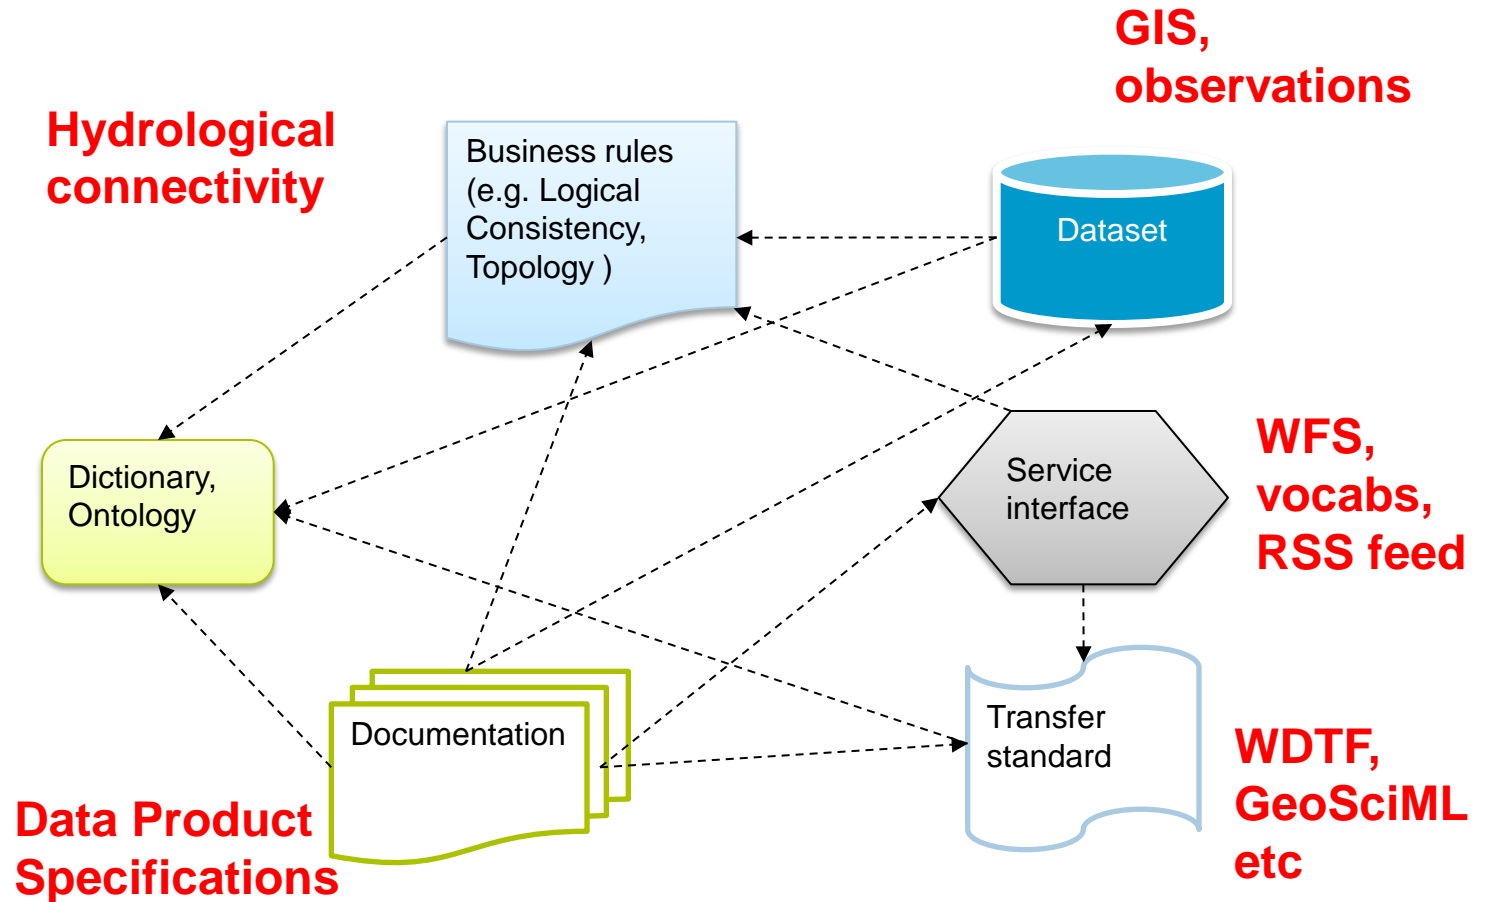 GIS,
observations
Hydrological
connectivity
Business rules
(e.g. Logical
Consistency,
Topology )
Dataset
Dictionary,
Ontology
Service
interface
WFS,
vocabs,
RSS feed
Documentation
Transfer
standard
WDTF,
GeoSciML
etc
Data Product
Specifications